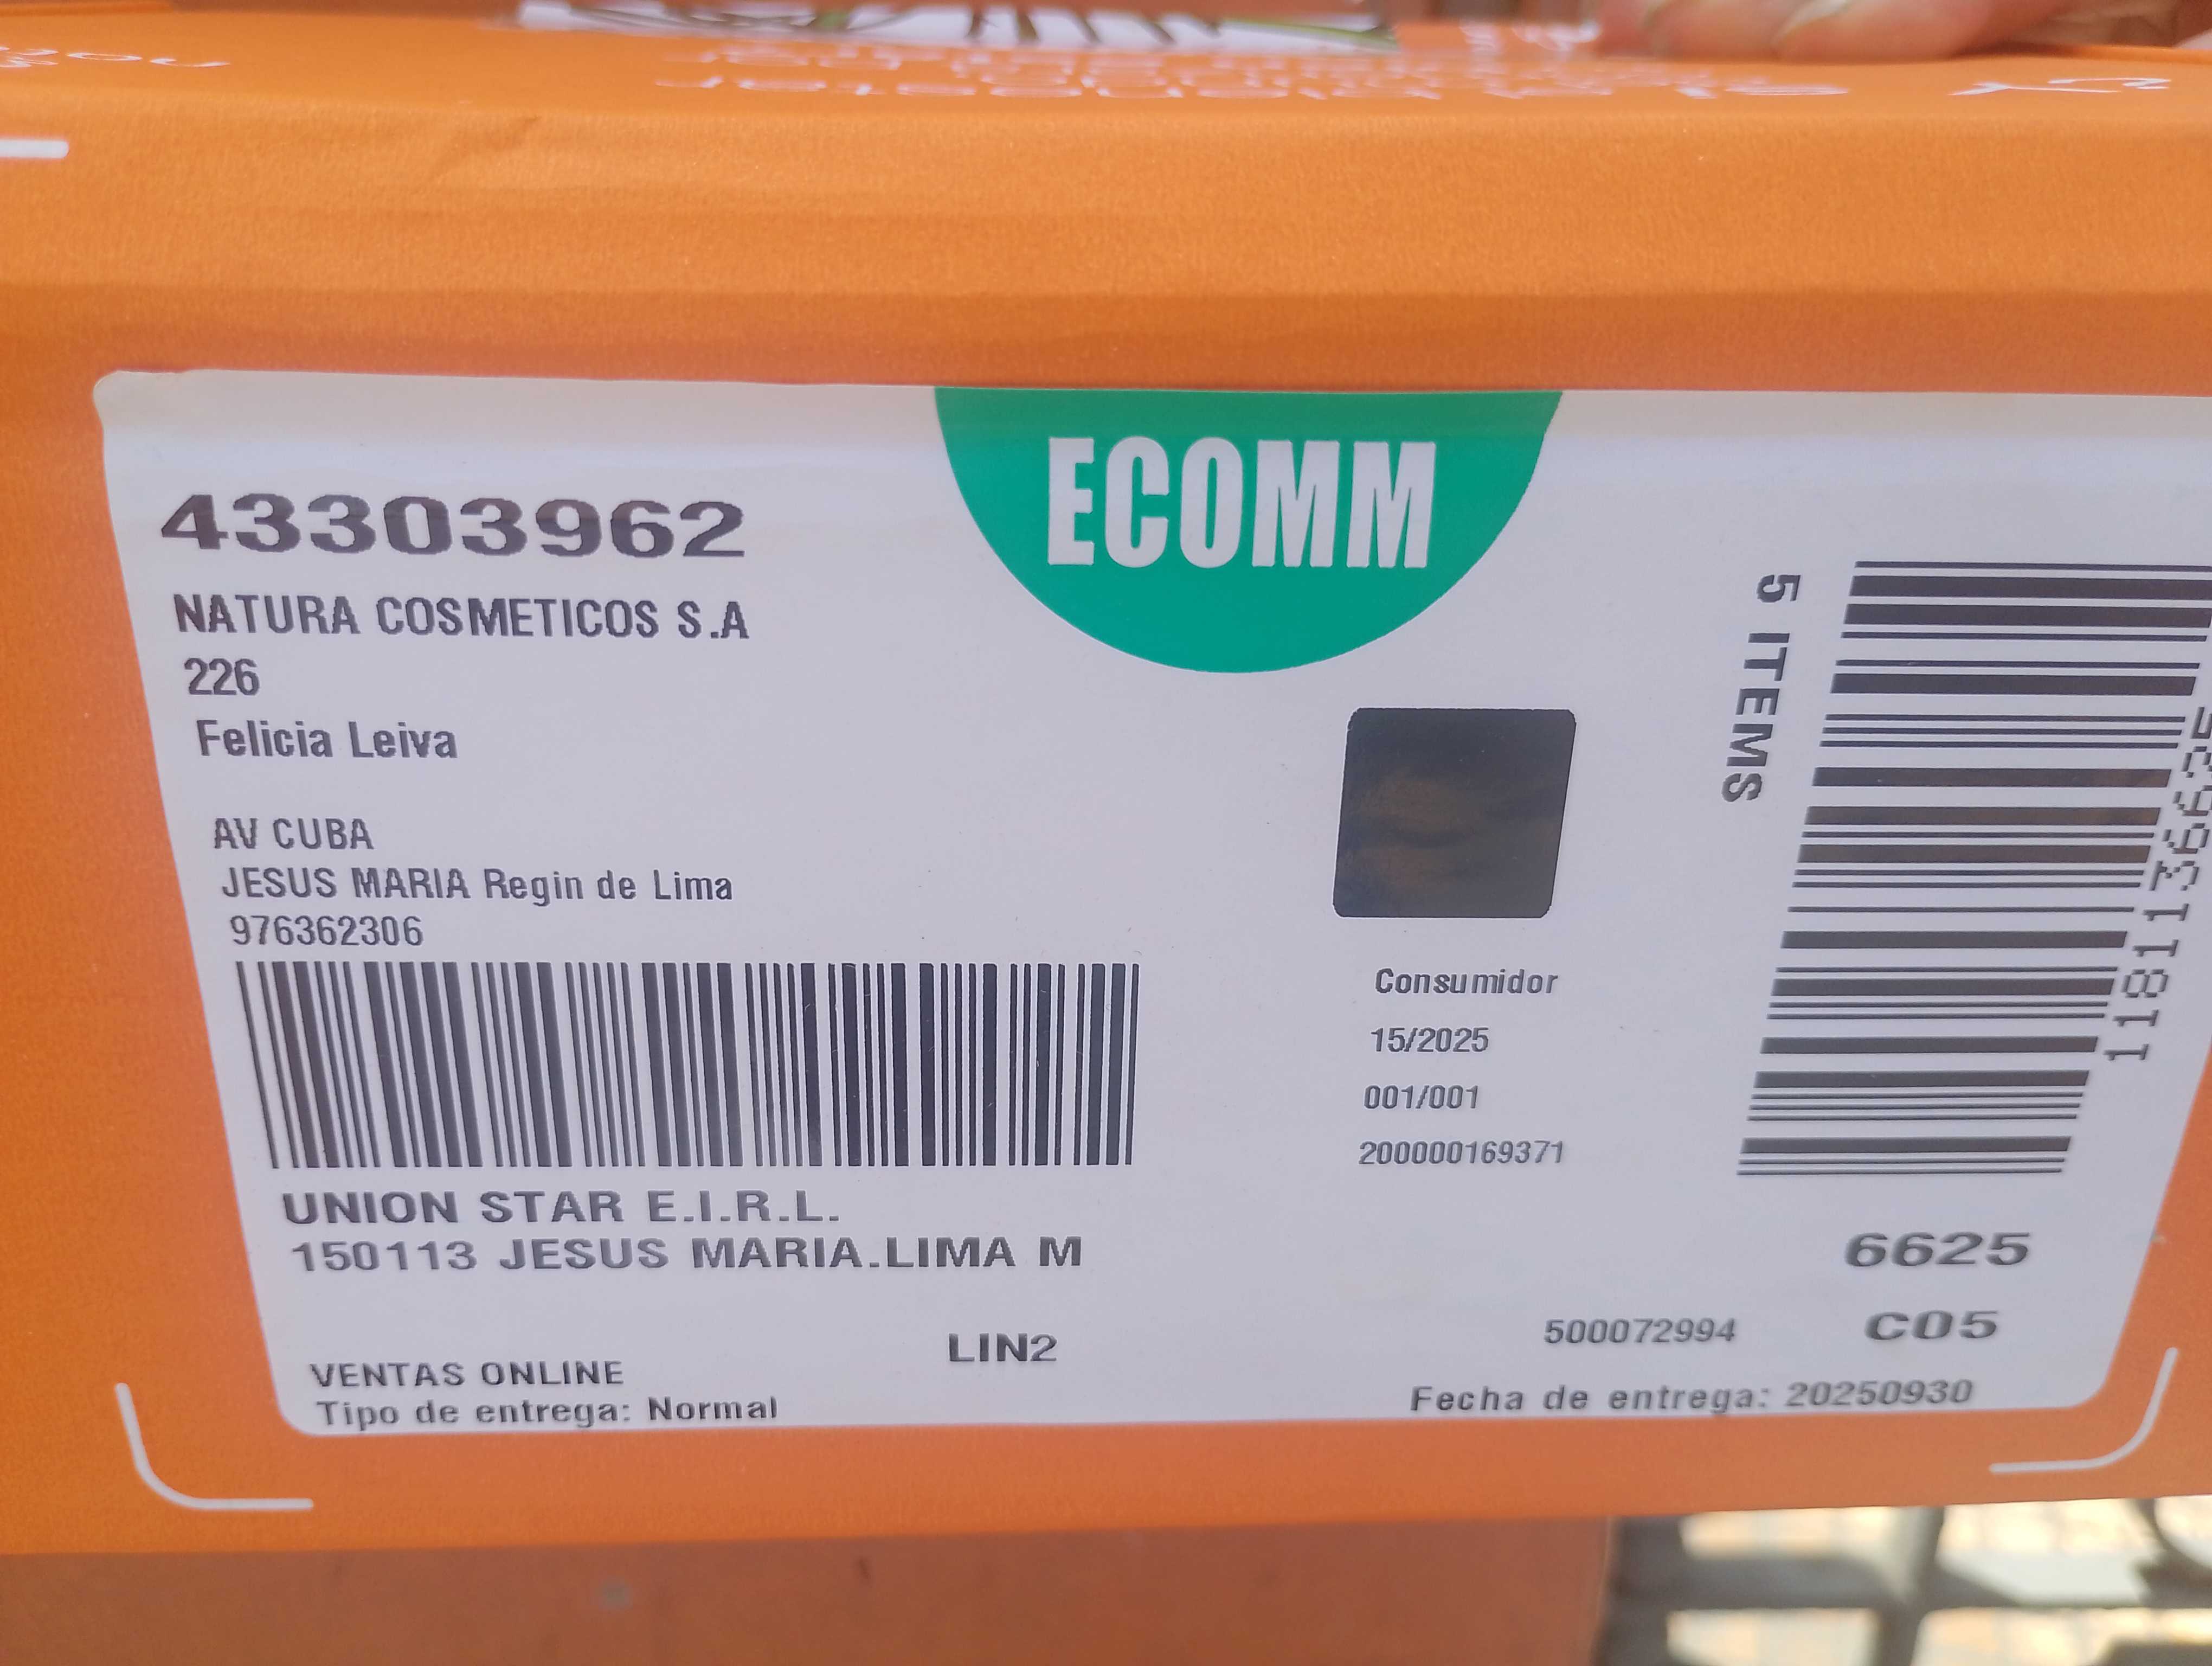 ECOMM
43303962
NATURA COSMETICOS S.A
226
Felicia Leiva
AV CUBA
JESUS MARIA Regin de Lima
976362306
UNION STAR E.I.R.L.
150113 JESUS MARIA.LIMA M
VENTAS ONLINE
Tipo de entrega: Normal
LIN2
Consumidor
15/2025
001/001
200000169371
5 ITEMS
6625
500072994
C05
Fecha de entrega: 20250930